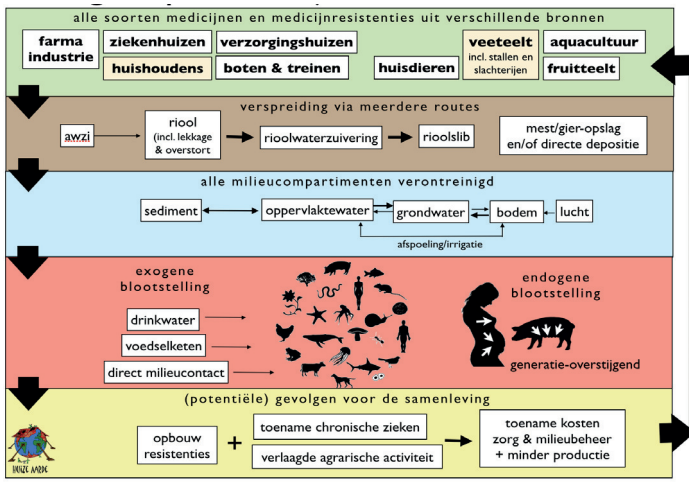 alle soorten medicijnen en medicijnresistenties uit verschillende bronnen
farma
industrie
ziekenhuizen
verzorgingshuizen
huishoudens
boten & treinen
huisdieren
veeteelt
incl. stallen en
slachterijen
aquacultuur
fruitteelt
verspreiding via meerdere routes
awzi
riool
(incl. lekkage
& overstort
rioolwaterzuivering
rioolslib
mest/gier-opslag
en/of directe depositie
alle milieucompartimenten verontreinigd
sediment
oppervlaktewater
grondwater
bodem
lucht
afspoeling/irrigatie
exogene
blootstelling
drinkwater
voedselketen
direct milieucontact
endogene
blootstelling
generatie-overstijgend
(potentiële) gevolgen voor de samenleving
opbouw
resistenties
+
toename chronische zieken
verlaagde agrarische activiteit
toename kosten
zorg & milieubeheer
+ minder productie
HUIZE AARDE